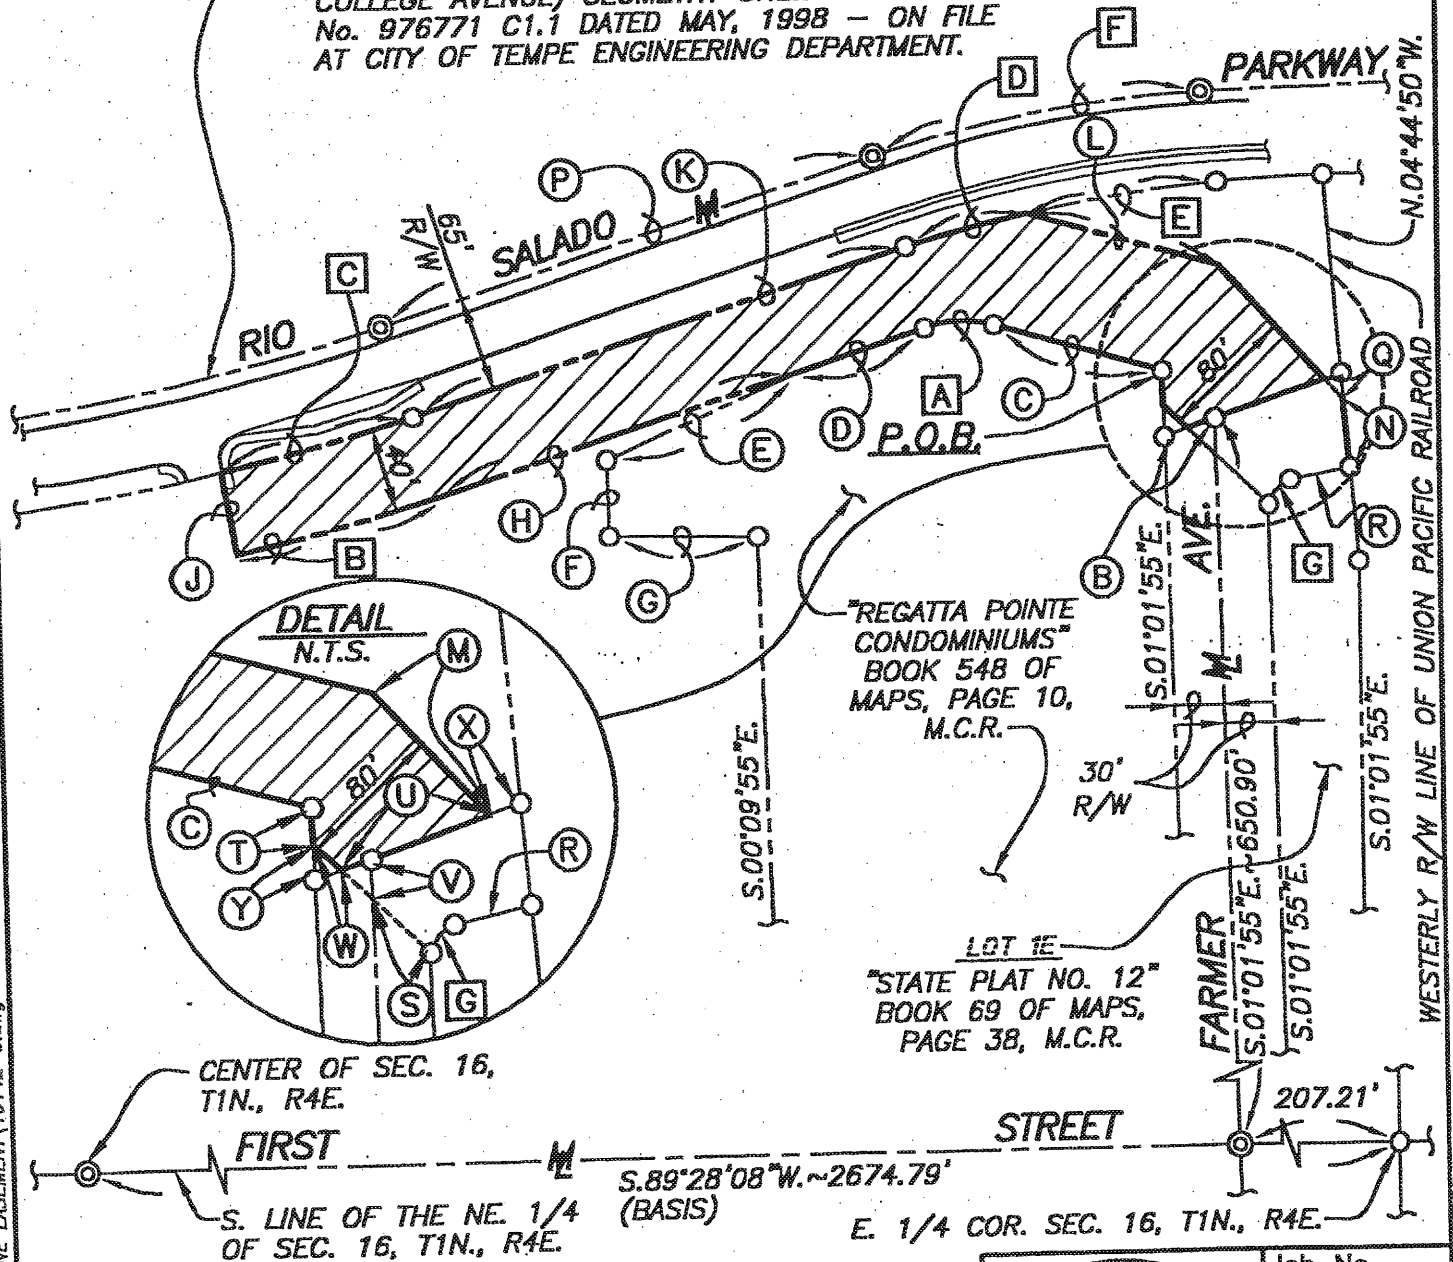 No. 976771 C1.1 DATED MAY, 1998 – ON FILE
AT CITY OF TEMPE ENGINEERING DEPARTMENT.
F
D
PARKWAY
N.04°44'50"W.
L
P
K
M
SALADO
65'
R/W
E
C
RIO
80'
Q
A
C
D
P.O.B.
N
E
40'
H
R
J
B
F
G
B
G
S.01°01'55"E.
AVE.
WESTERLY R/W LINE OF UNION PACIFIC RAILROAD
DETAIL
N.T.S.
M
"REGATTA POINTE
CONDOMINIUMS"
BOOK 548 OF
MAPS, PAGE 10,
M.C.R.
X
80'
U
C
T
R
V
Y
W
S
G
S.00°09'55"E.
30'
R/W
S.01°01'55"E.
S.01°01'55"E.~650.90'
S.01°01'55"E.
FARMER
LOT 1E
"STATE PLAT NO. 12"
BOOK 69 OF MAPS,
PAGE 38, M.C.R.
CENTER OF SEC. 16,
T1N., R4E.
207.21'
FIRST
STREET
S.89°28'08"W.~2674.79'
(BASIS)
S. LINE OF THE NE. 1/4
OF SEC. 16, T1N., R4E.
E. 1/4 COR. SEC. 16, T1N., R4E.